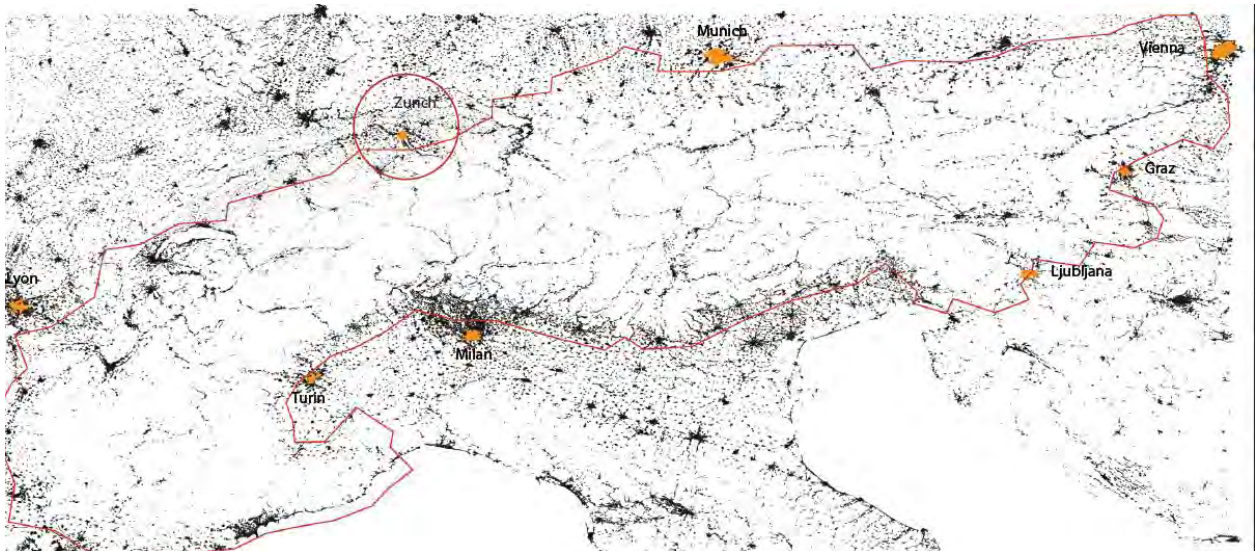 Munich
Vienna
Zurich
Graz
Ljubljana
Lyon
Milan
Turin